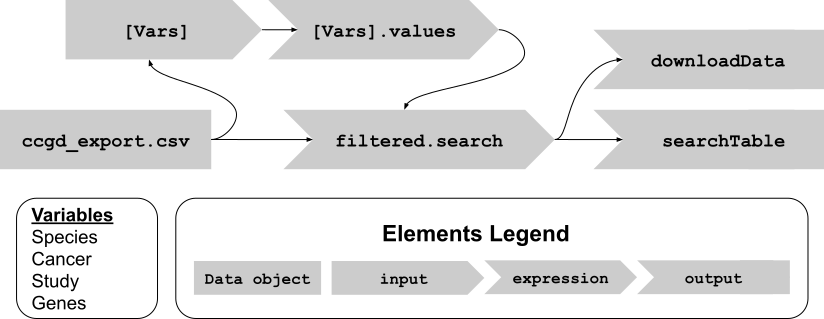 [Vars]
[Vars].values
downloadData
ccgd_export.csv
filtered.search
searchTable
Variables
Species
Cancer
Study
Genes
Elements Legend
Data object
input
expression
output